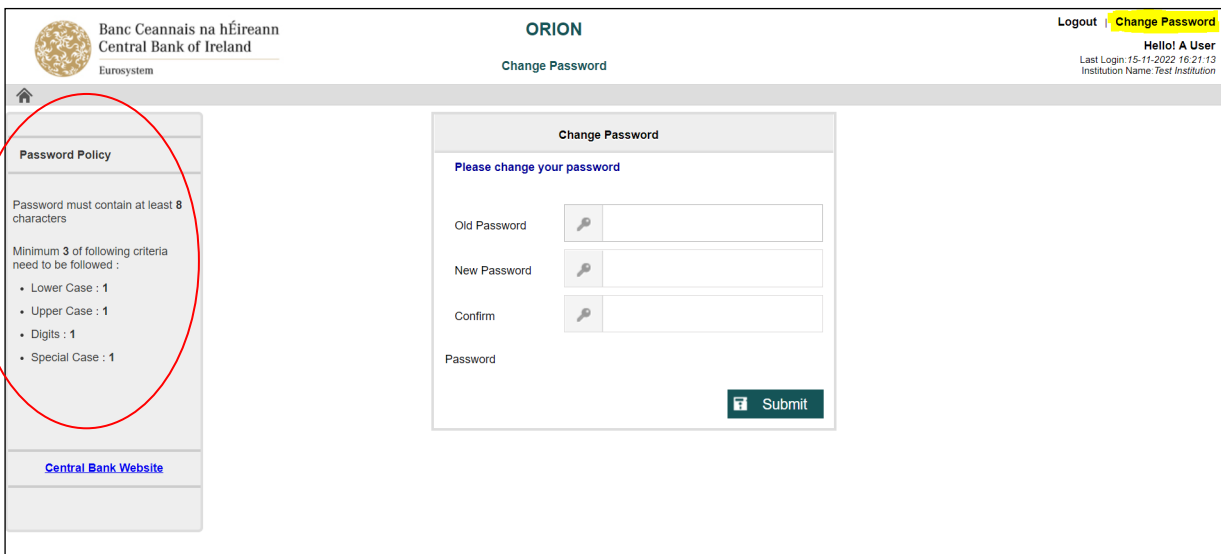 Banc Ceannais na hÉireann
Central Bank of Ireland
Eurosystem
ORION
Change Password
Logout | Change Password
Hello! A User
Last Login:15-11-2022 16:21:13
Institution Name:Test Institution
Password Policy
Password must contain at least 8
characters
Minimum 3 of following criteria
need to be followed :
• Lower Case : 1
• Upper Case : 1
• Digits : 1
• Special Case : 1
Central Bank Website
Change Password
Please change your password
Old Password
New Password
Confirm
Password
Submit